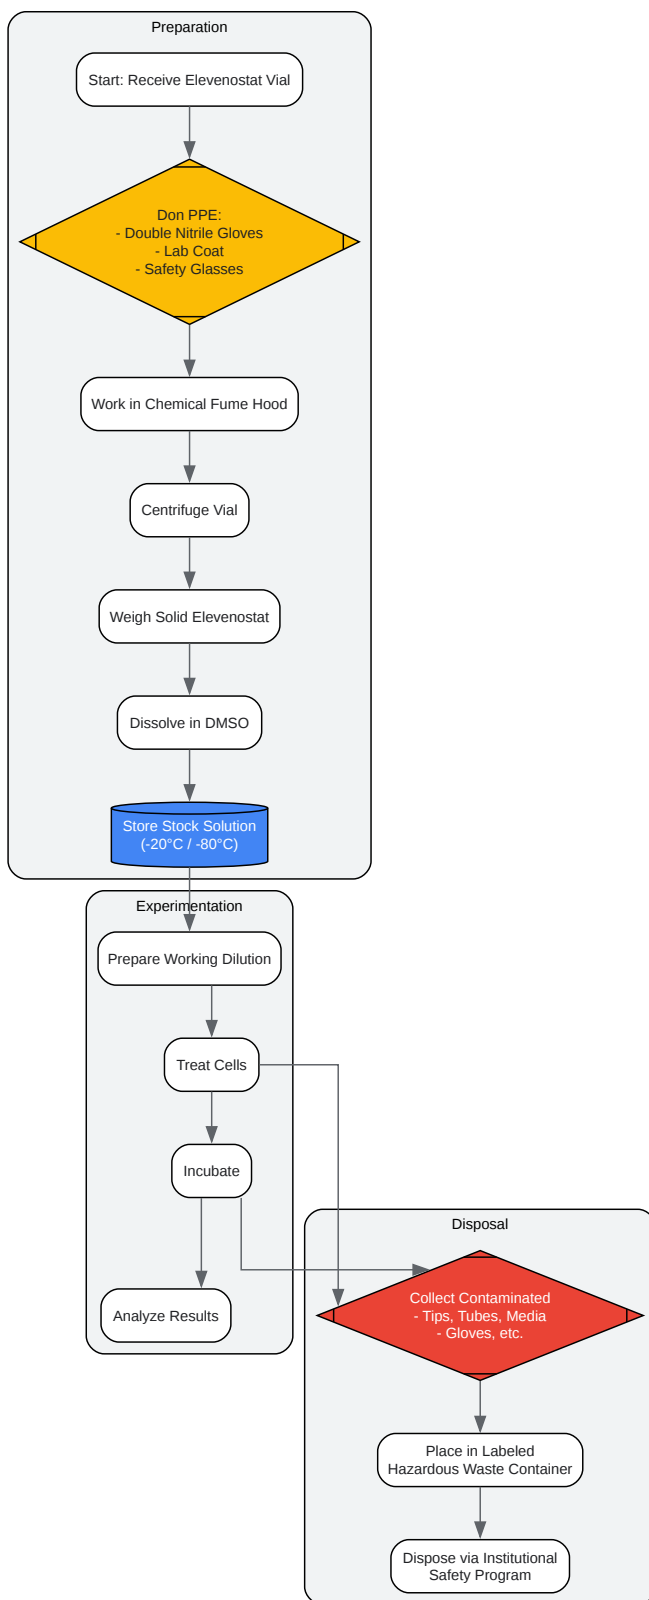 Preparation
Start: Receive Elevenostat Vial
Don PPE:
- Double Nitrile Gloves
- Lab Coat
- Safety Glasses
Work in Chemical Fume Hood
Centrifuge Vial
Weigh Solid Elevenostat
Dissolve in DMSO
Store Stock Solution
(-20°C / -80°C)
Experimentation
Prepare Working Dilution
Treat Cells
Incubate
Analyze Results
Disposal
Collect Contaminated
- Tips, Tubes, Media
- Gloves, etc.
Place in Labeled
Hazardous Waste Container
Dispose via Institutional
Safety Program